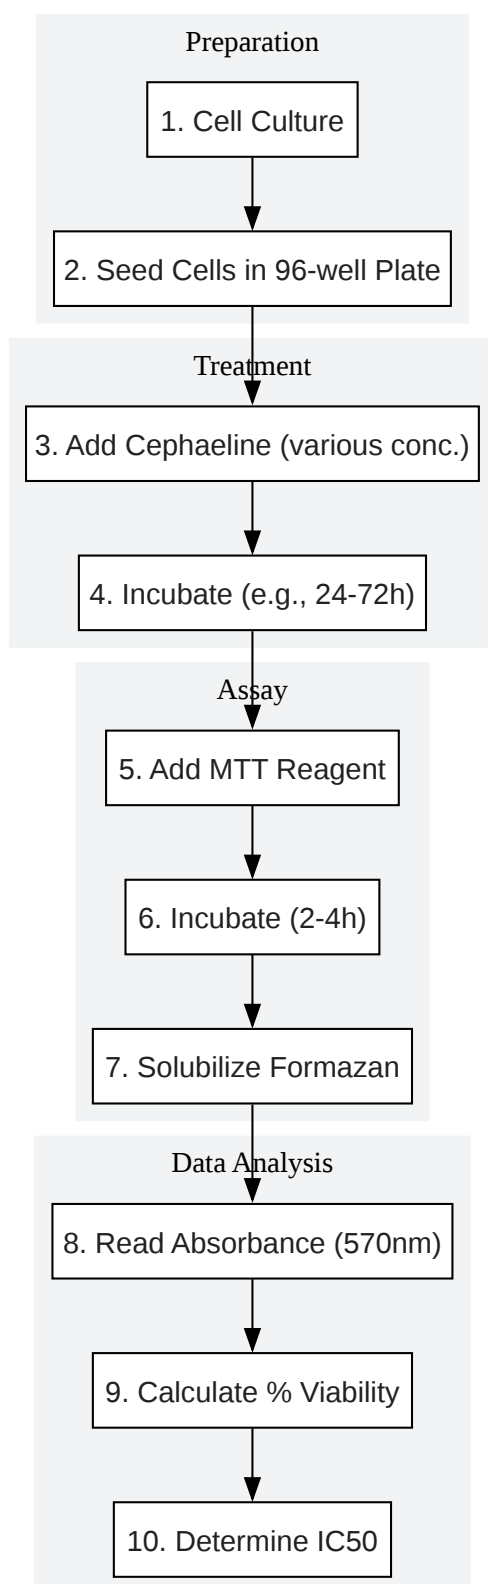 Preparation
1. Cell Culture
2. Seed Cells in 96-well Plate
Treatment
3. Add Cephaeline (various conc.)
4. Incubate (e.g., 24-72h)
Assay
5. Add MTT Reagent
6. Incubate (2-4h)
7. Solubilize Formazan
Data Analysis
8. Read Absorbance (570nm)
9. Calculate % Viability
10. Determine IC50